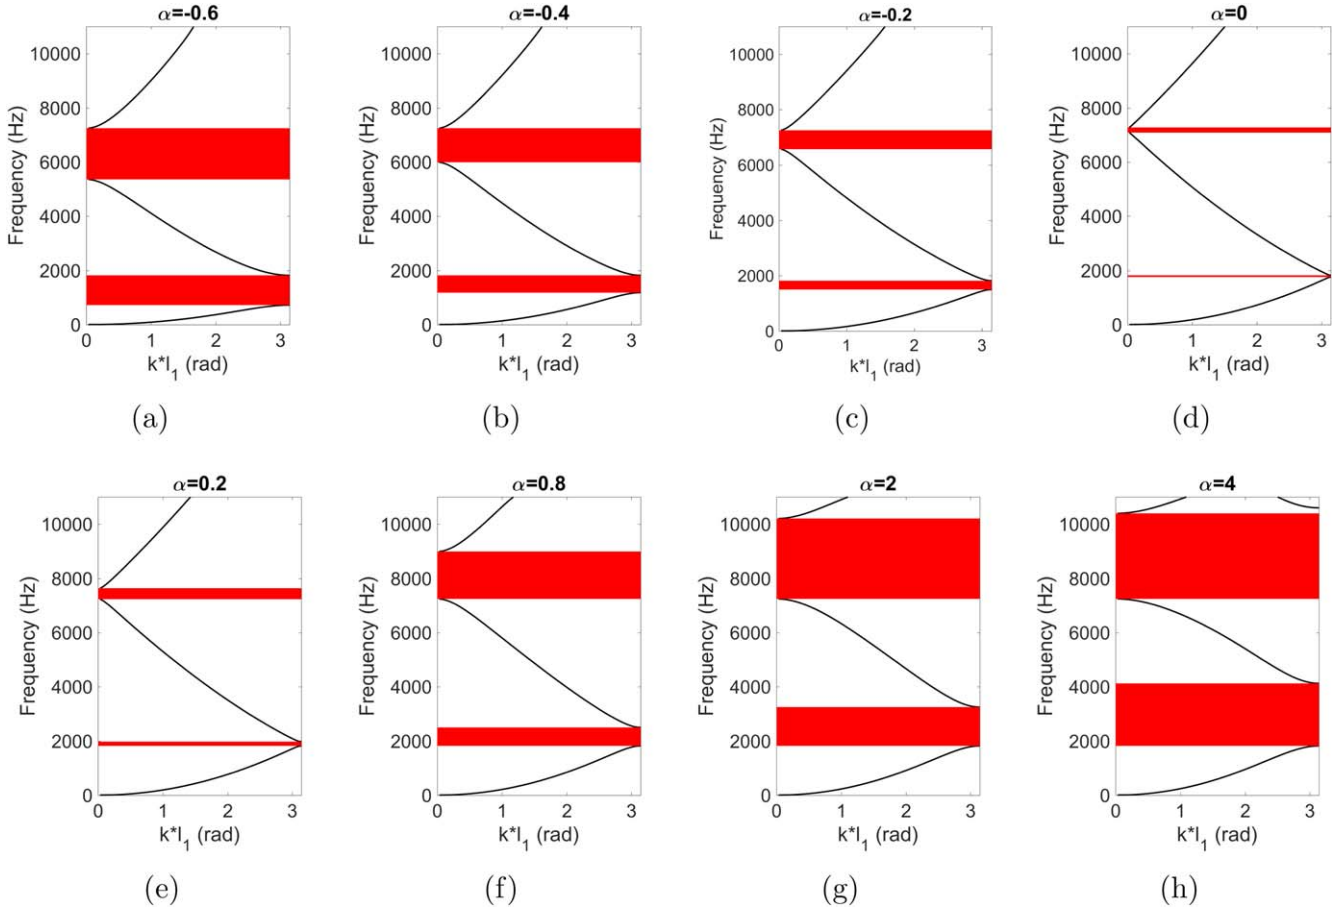 α=-0.6
α=-0.4
α=-0.2
α=0
10000
8000
6000
4000
2000
0
Frequency (Hz)
0 1 2 3
k*l1 (rad)
10000
8000
6000
4000
2000
0
Frequency (Hz)
0 1 2 3
k*l1 (rad)
10000
8000
6000
4000
2000
0
Frequency (Hz)
0 1 2 3
k*l1 (rad)
10000
8000
6000
4000
2000
0
Frequency (Hz)
0 1 2 3
k*l1 (rad)
(a)
(b)
(c)
(d)
α=0.2
α=0.8
α=2
α=4
10000
8000
6000
4000
2000
0
Frequency (Hz)
0 1 2 3
k*l1 (rad)
10000
8000
6000
4000
2000
0
Frequency (Hz)
0 1 2 3
k*l1 (rad)
10000
8000
6000
4000
2000
0
Frequency (Hz)
0 1 2 3
k*l1 (rad)
10000
8000
6000
4000
2000
0
Frequency (Hz)
0 1 2 3
k*l1 (rad)
(e)
(f)
(g)
(h)